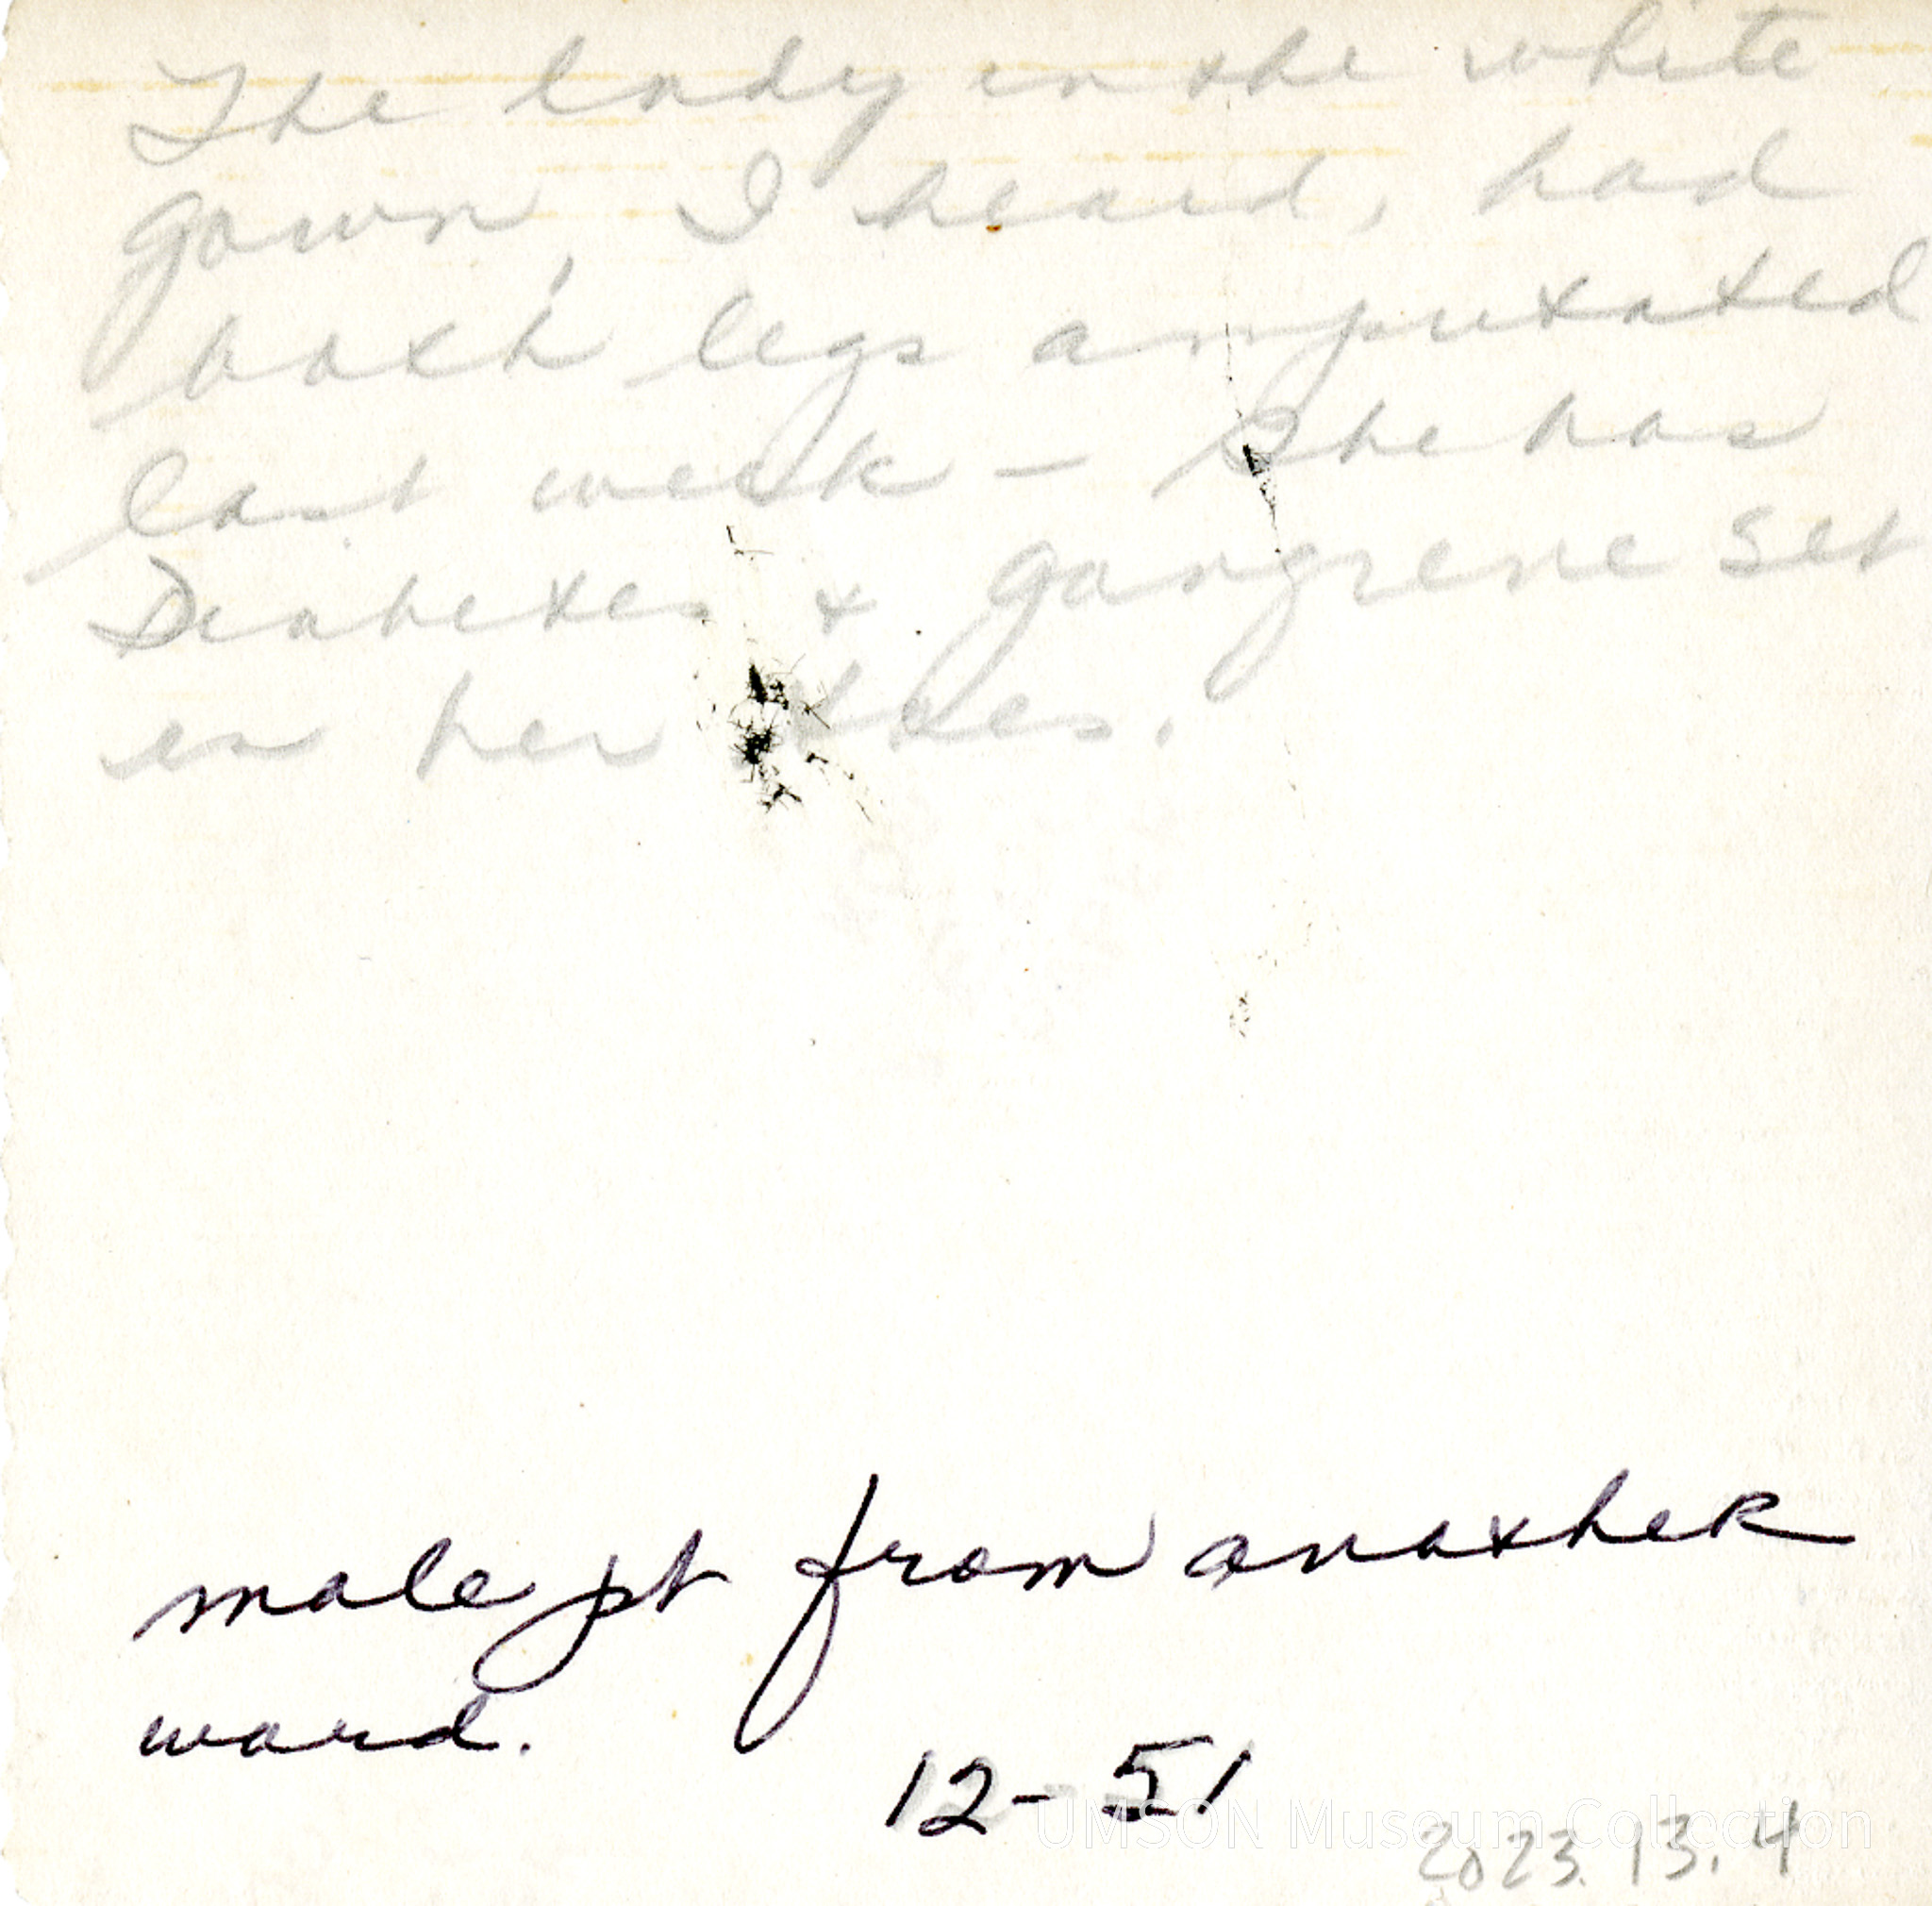 The lady in the white
gown, I heard, had
both legs amputated
last week - She has
Diabetes & gangrene set
in her toes.
male pt from another
ward.
12-51
UMSON Museum Collection
2023.13.4